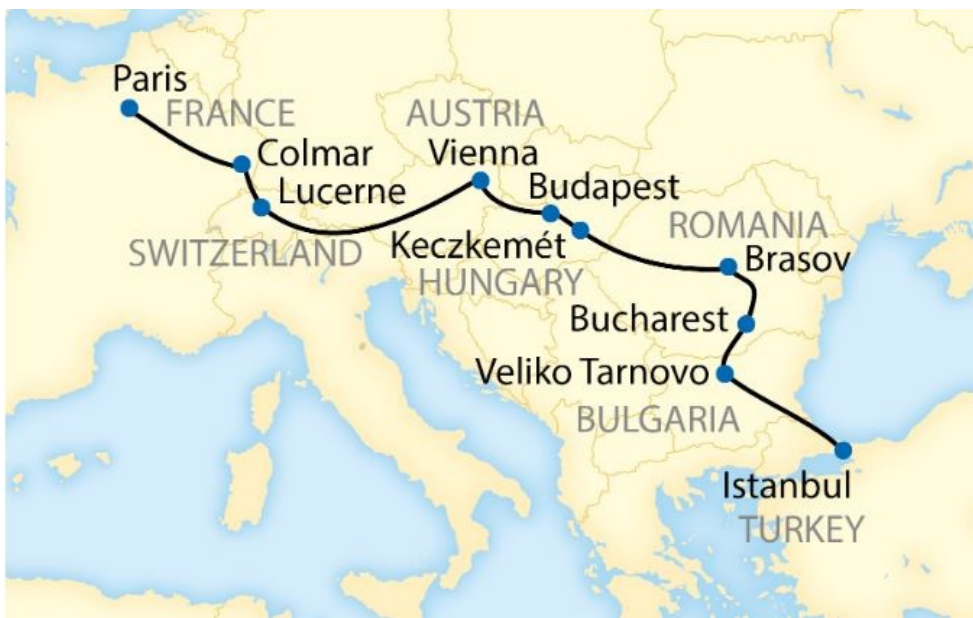 Paris
FRANCE
AUSTRIA
Colmar
Vienna
Lucerne
Budapest
SWITZERLAND
Keczkemét
HUNGARY
ROMANIA
Brasov
Bucharest
Veliko Tarnovo
BULGARIA
Istanbul
TURKEY